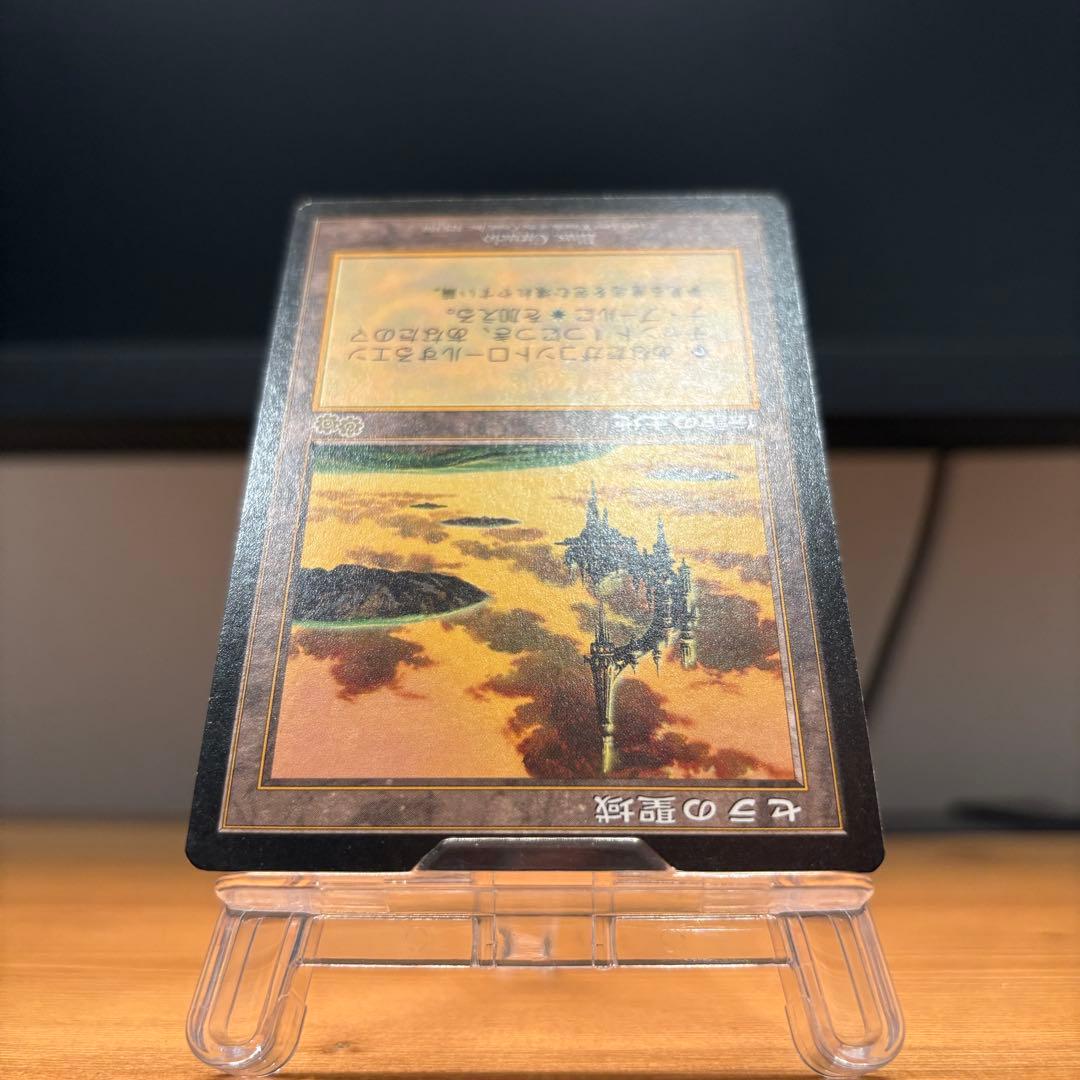 セラの聖域
伝説の土地
あなたがコントロールするエン
チャント1つにつき、あなたのマ
ナ・プールに を加える。
Illus. Ciruelo